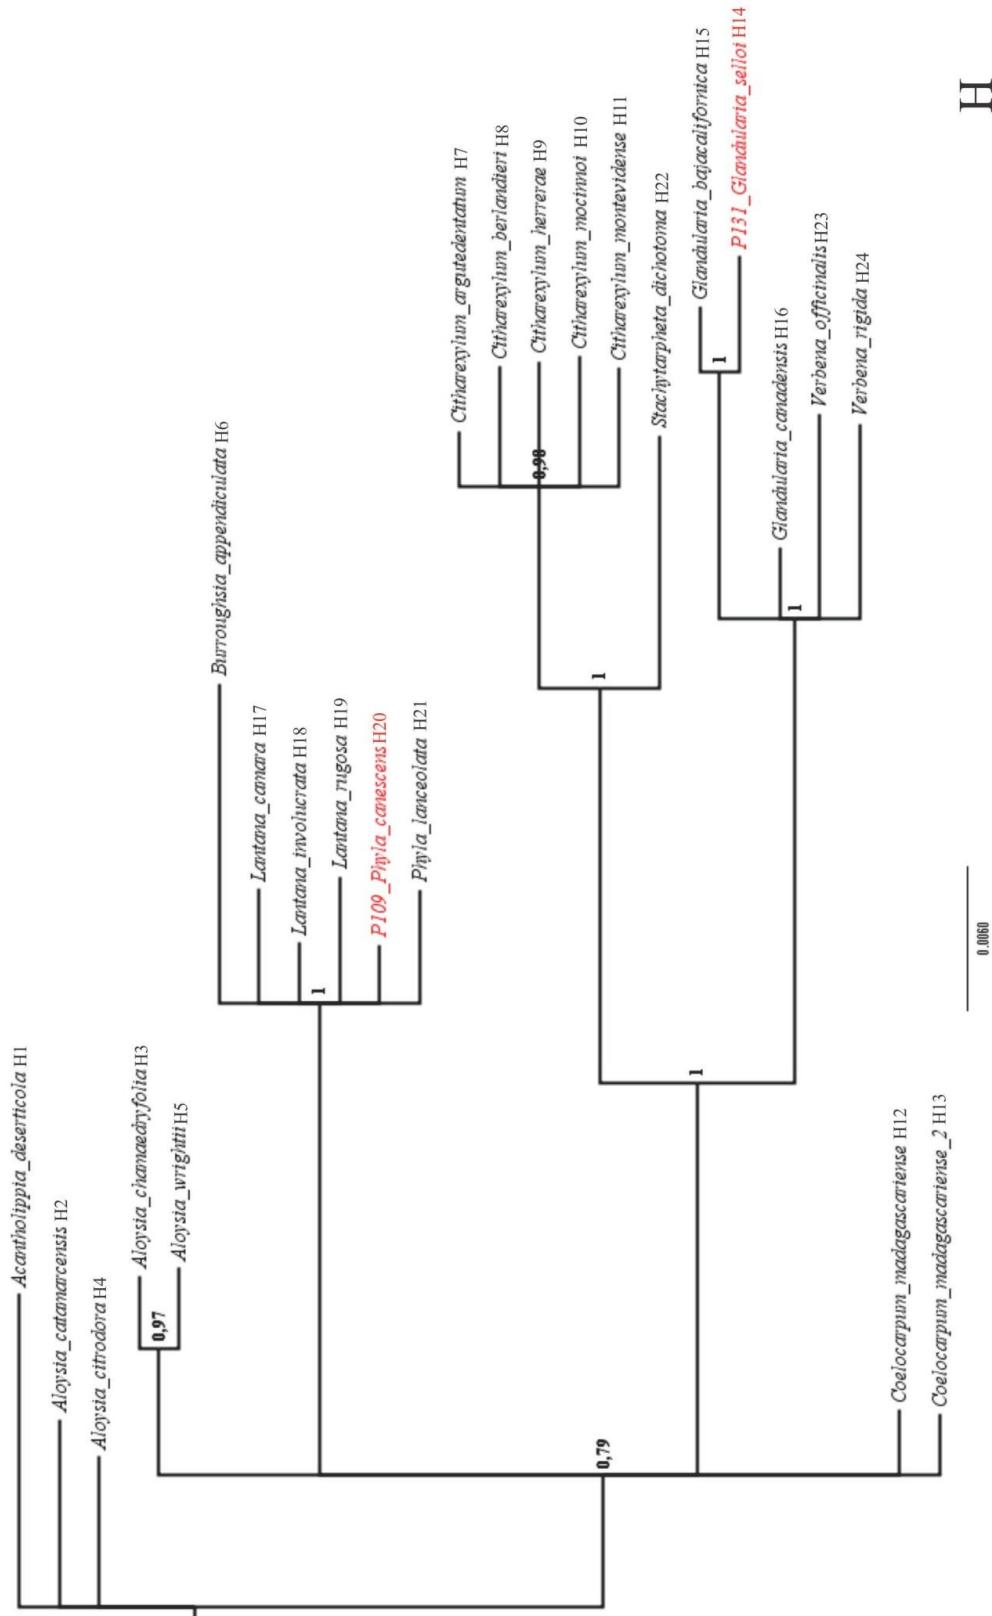 Acantholippia_deserticola H1
Aloysia_catamarcensis H2
Aloysia_citrodora H4
0,97
Aloysia_chamaedryfolia H3
Aloysia_wrightii H5
Burroughsia_appendiculata H6
Lantana_camara H17
Lantana_involucrata H18
1
Lantana_rugosa H19
P109_Phyla_canescens H20
Phyla_lanceolata H21
Citharexylum_argutedentatum H7
Citharexylum_berlandieri H8
0,98
Citharexylum_herrerae H9
Citharexylum_mocinnoi H10
Citharexylum_montevidense H11
0,79
1
Stachytarpheta_dichotoma H22
1
Glandularia_bajacalifornica H15
1
P131_Glandularia_selloi H14
Glandularia_canadensis H16
1
Verbena_officinalis H23
Verbena_rigida H24
Coelocarpum_madagascariense H12
Coelocarpum_madagascariense_2 H13
0.0060
H